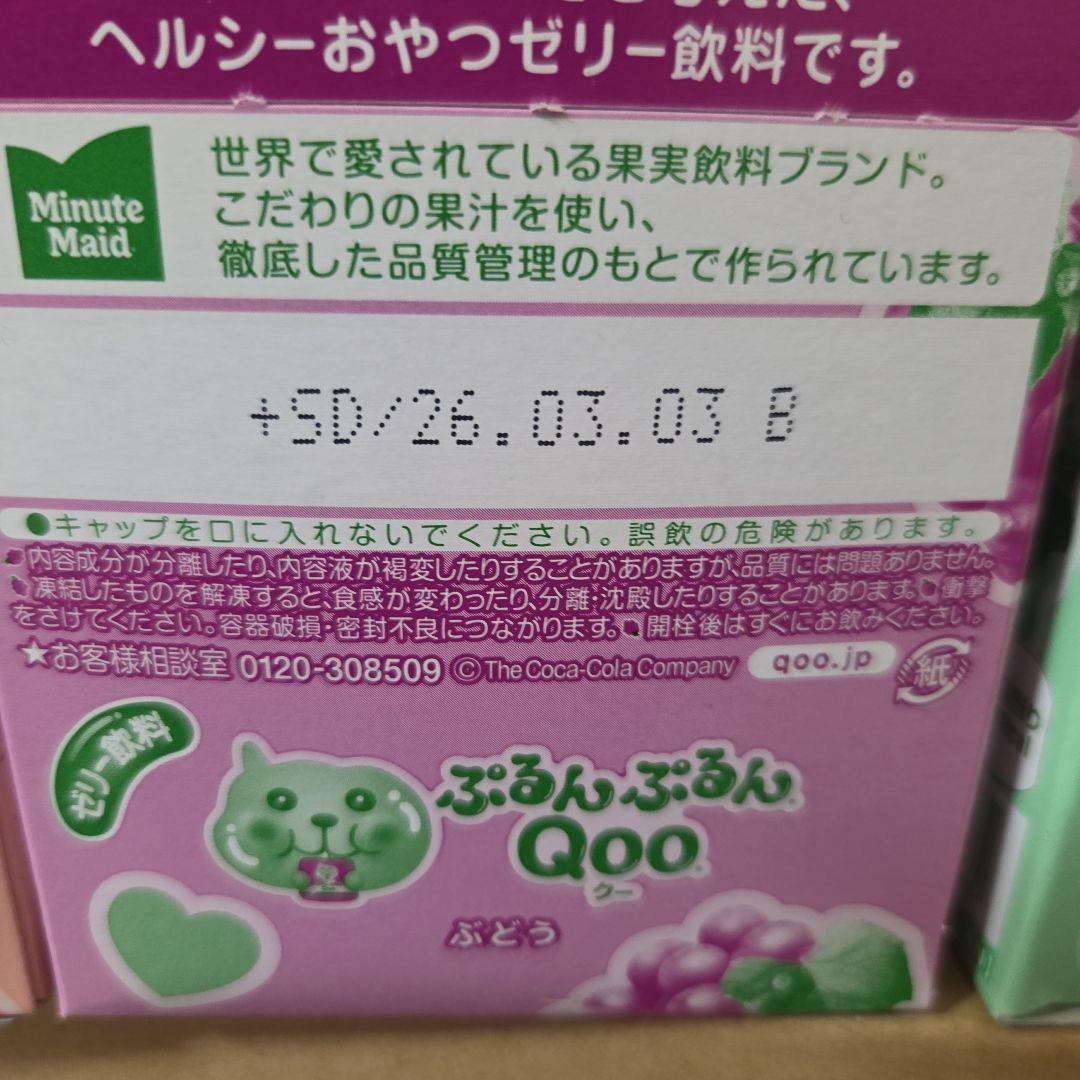 ヘルシーおやつゼリー飲料です。
Minute
Maid
世界で愛されている果実飲料ブランド。
こだわりの果汁を使い、
徹底した品質管理のもとで作られています。
+SD/26.03.03 B
●キャップを口に入れないでください。誤飲の危険があります。
●内容成分が分離したり、内容液が褐変したりすることがありますが、品質には問題ありません。
●凍結したものを解凍すると、食感が変わったり、分離・沈殿したりすることがあります。●衝撃
をさけてください。容器破損・密封不良につながります。●開栓後はすぐにお飲みください。
★お客様相談室 0120-308509 ©The Coca-Cola Company qoo.jp 紙
ゼリー飲料
ぷるんぷるん®
Qoo®
クー
ぶどう